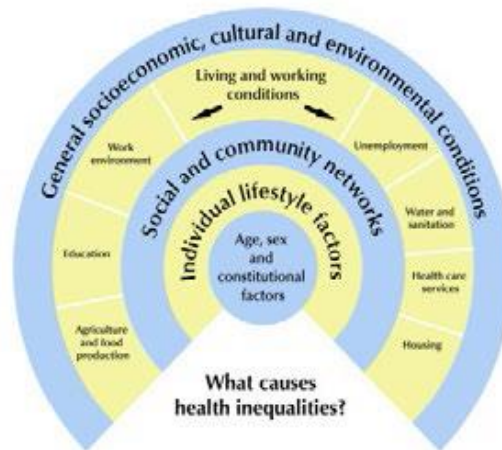 General socioeconomic, cultural and environmental conditions
Living and working
conditions
Work
environment
Unemployment
Social and community networks
Water and
sanitation
Individual lifestyle factors
Education
Age, sex
and
constitutional
factors
Health care
services
Agriculture
and food
production
Housing
What causes
health inequalities?